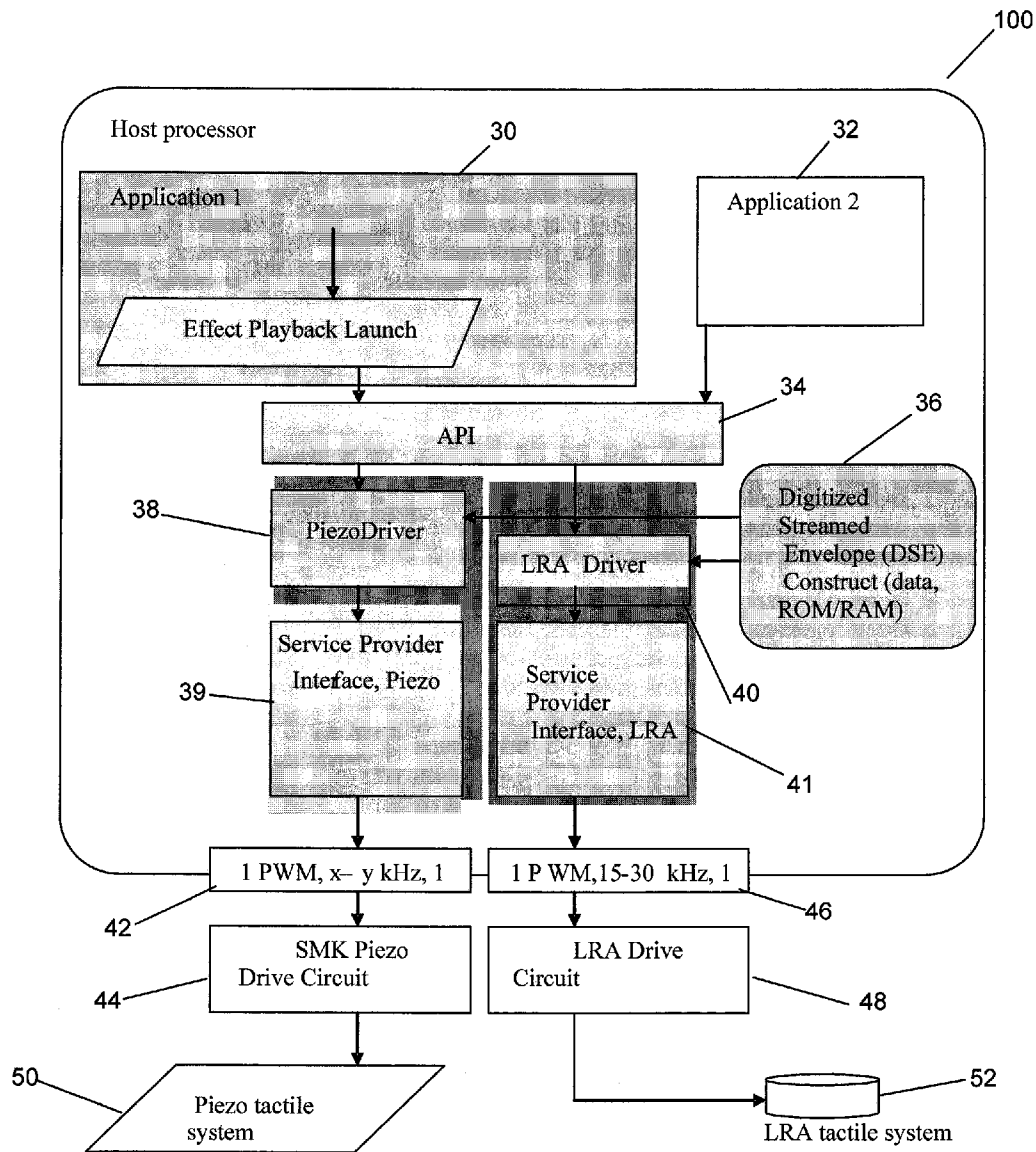 100
Host processor
30
32
Application 1
Application 2
Effect Playback Launch
34
API
36
38
PiezoDriver
LRA Driver
Digitized
Streamed
Envelope (DSE)
Construct (data,
ROM/RAM)
Service Provider
Interface, Piezo
39
40
Service
Provider
Interface, LRA
41
1 PWM, x– y kHz, 1
1 P WM,15-30 kHz, 1
42
46
SMK Piezo
Drive Circuit
LRA Drive
Circuit
44
48
50
Piezo tactile
system
52
LRA tactile system